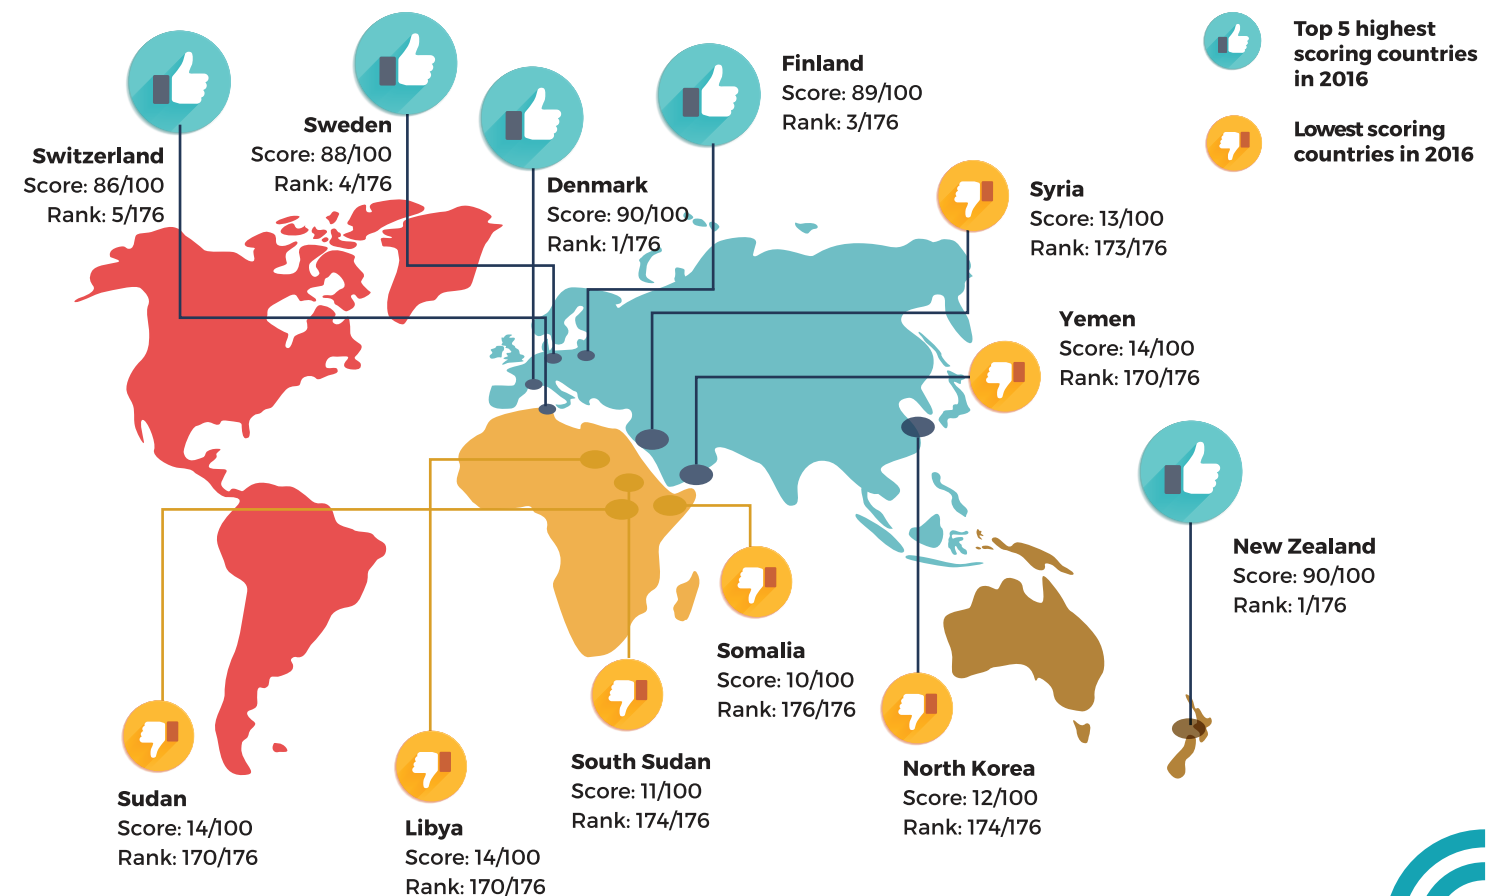 Top 5 highest
scoring countries
in 2016
Lowest scoring
countries in 2016
Switzerland
Score: 86/100
Rank: 5/176
Sweden
Score: 88/100
Rank: 4/176
Denmark
Score: 90/100
Rank: 1/176
Finland
Score: 89/100
Rank: 3/176
Syria
Score: 13/100
Rank: 173/176
Yemen
Score: 14/100
Rank: 170/176
New Zealand
Score: 90/100
Rank: 1/176
Somalia
Score: 10/100
Rank: 176/176
North Korea
Score: 12/100
Rank: 174/176
South Sudan
Score: 11/100
Rank: 174/176
Sudan
Score: 14/100
Rank: 170/176
Libya
Score: 14/100
Rank: 170/176